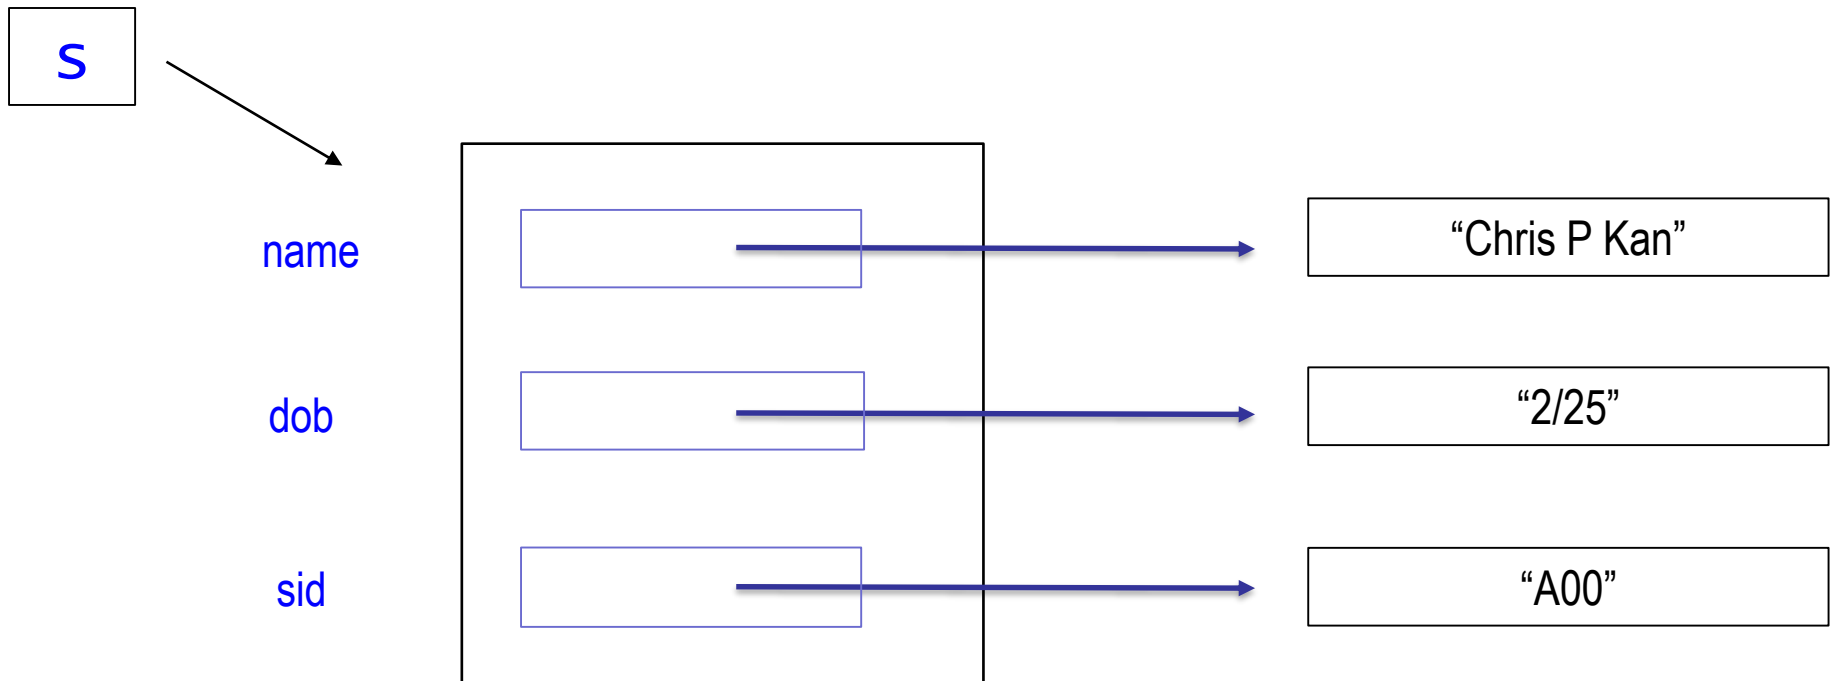 s
name
“Chris P Kan”
dob
“2/25”
sid
“A00”